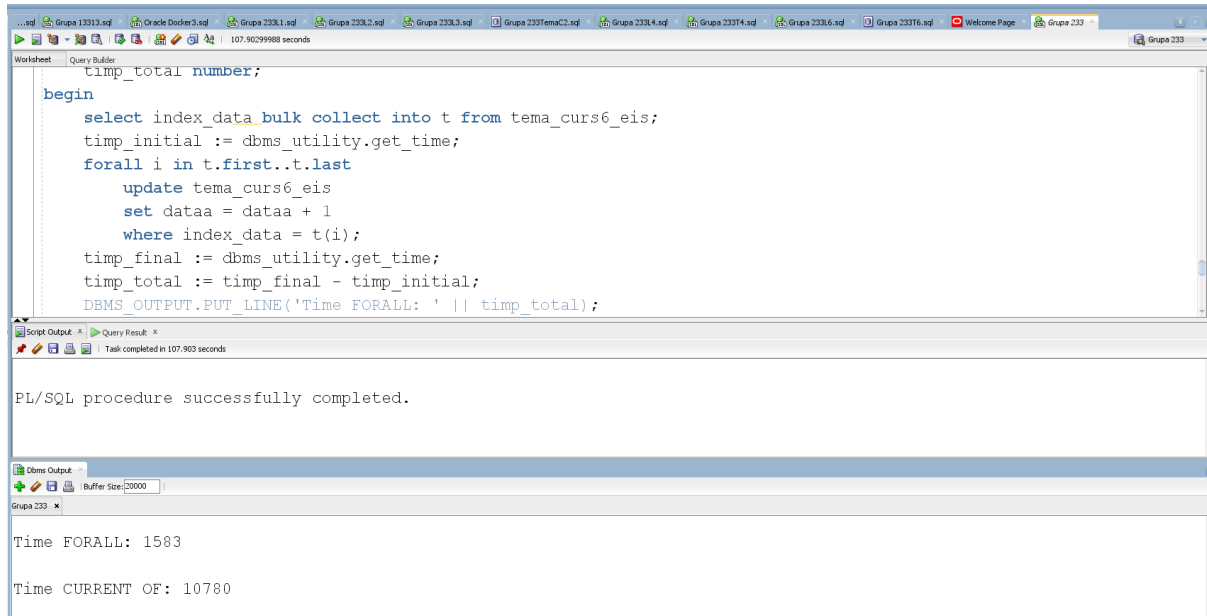 ...sql Grupa 13313.sql Oracle Docker3.sql Grupa 233L1.sql Grupa 233L2.sql Grupa 233L3.sql Grupa 233TemaC2.sql Grupa 233L4.sql Grupa 233T4.sql Grupa 233L6.sql Grupa 233T6.sql Welcome Page Grupa 233
107.90299988 seconds Grupa 233
Worksheet Query Builder
timp_total number;
begin
select index_data bulk collect into t from tema_curs6_eis;
timp_initial := dbms_utility.get_time;
forall i in t.first..t.last
update tema_curs6_eis
set dataa = dataa + 1
where index_data = t(i);
timp_final := dbms_utility.get_time;
timp_total := timp_final - timp_initial;
DBMS_OUTPUT.PUT_LINE('Time FORALL: ' || timp_total);
Script Output Query Result
Task completed in 107.903 seconds
PL/SQL procedure successfully completed.
Dbms Output
Buffer Size: 20000
Grupa 233
Time FORALL: 1583
Time CURRENT OF: 10780